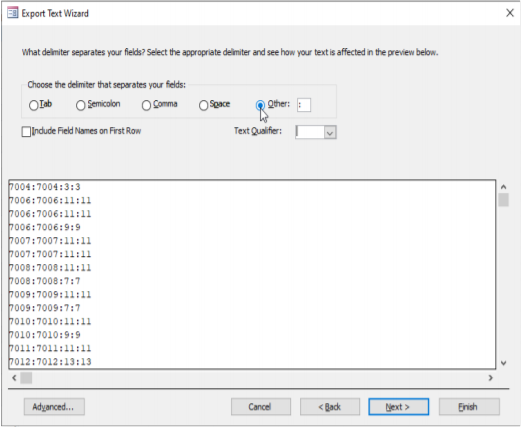 Export Text Wizard
What delimiter separates your fields? Select the appropriate delimiter and see how your text is affected in the preview below.
Choose the delimiter that separates your fields:
Tab Semicolon Comma Space Other: :
Include Field Names on First Row Text Qualifier:
7004:7004:3:3
7006:7006:11:11
7006:7006:11:11
7006:7006:9:9
7007:7007:11:11
7007:7007:11:11
7008:7008:11:11
7008:7008:7:7
7009:7009:11:11
7009:7009:7:7
7010:7010:11:11
7010:7010:9:9
7011:7011:11:11
7012:7012:13:13
Advanced... Cancel < Back Next > Finish